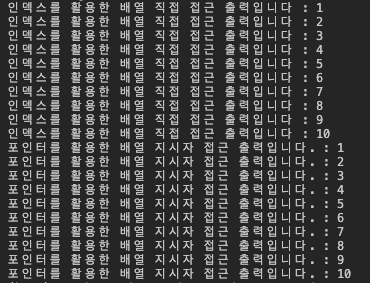 인덱스를 활용한 배열 직접 접근 출력입니다 : 1
인덱스를 활용한 배열 직접 접근 출력입니다 : 2
인덱스를 활용한 배열 직접 접근 출력입니다 : 3
인덱스를 활용한 배열 직접 접근 출력입니다 : 4
인덱스를 활용한 배열 직접 접근 출력입니다 : 5
인덱스를 활용한 배열 직접 접근 출력입니다 : 6
인덱스를 활용한 배열 직접 접근 출력입니다 : 7
인덱스를 활용한 배열 직접 접근 출력입니다 : 8
인덱스를 활용한 배열 직접 접근 출력입니다 : 9
인덱스를 활용한 배열 직접 접근 출력입니다 : 10
포인터를 활용한 배열 지시자 접근 출력입니다. : 1
포인터를 활용한 배열 지시자 접근 출력입니다. : 2
포인터를 활용한 배열 지시자 접근 출력입니다. : 3
포인터를 활용한 배열 지시자 접근 출력입니다. : 4
포인터를 활용한 배열 지시자 접근 출력입니다. : 5
포인터를 활용한 배열 지시자 접근 출력입니다. : 6
포인터를 활용한 배열 지시자 접근 출력입니다. : 7
포인터를 활용한 배열 지시자 접근 출력입니다. : 8
포인터를 활용한 배열 지시자 접근 출력입니다. : 9
포인터를 활용한 배열 지시자 접근 출력입니다. : 10